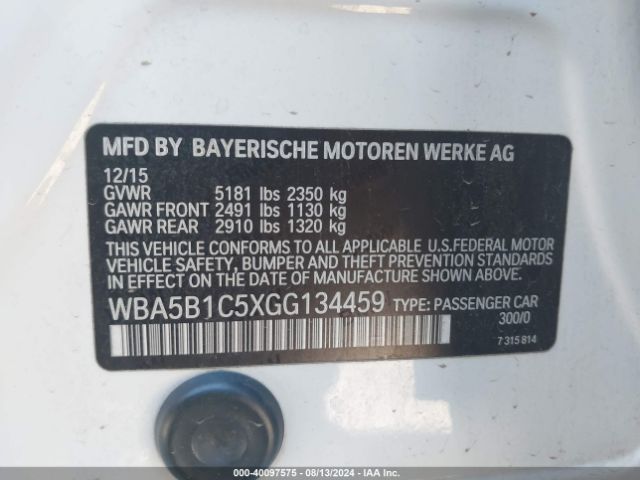 MFD BY BAYERISCHE MOTOREN WERKE AG
12/15
GVWR 5181 lbs 2350 kg
GAWR FRONT 2491 lbs 1130 kg
GAWR REAR 2910 lbs 1320 kg
THIS VEHICLE CONFORMS TO ALL APPLICABLE U.S.FEDERAL MOTOR
VEHICLE SAFETY, BUMPER AND THEFT PREVENTION STANDARDS
IN EFFECT ON THE DATE OF MANUFACTURE SHOWN ABOVE.
WBA5B1C5XGG134459 TYPE: PASSENGER CAR
300/0
7 315 814
000-40097575 - 08/13/2024 - IAA Inc.